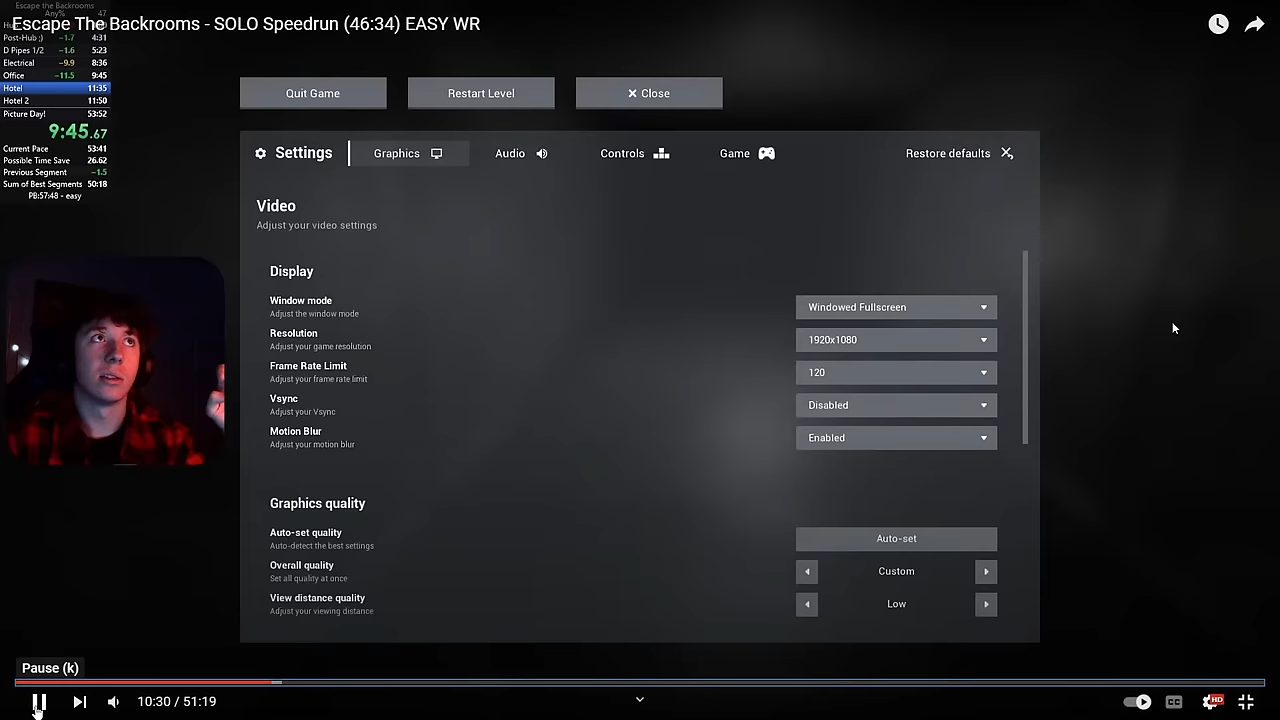 Escape The Backrooms
Any% 47
Escape The Backrooms - SOLO Speedrun (46:34) EASY WR
Post-Hub ;) −1.7 4:31
D Pipes 1/2 −1.6 5:23
Electrical −9.9 8:36
Office −11.5 9:45
Hotel 11:35
Hotel 2 11:50
Picture Day! 53:52
9:45.67
Current Pace 53:41
Possible Time Save 26.62
Previous Segment −1.5
Sum of Best Segments 50:18
PB:57:48 - easy
Quit Game Restart Level Close
Settings Graphics Audio Controls Game Restore defaults
Video
Adjust your video settings
Display
Window mode
Adjust the window mode
Windowed Fullscreen
Resolution
Adjust your game resolution
1920x1080
Frame Rate Limit
Adjust your frame rate limit
120
Vsync
Adjust your Vsync
Disabled
Motion Blur
Adjust your motion blur
Enabled
Graphics quality
Auto-set quality
Auto-detect the best settings
Auto-set
Overall quality
Set all quality at once
Custom
View distance quality
Adjust your viewing distance
Low
Pause (k)
10:30 / 51:19
CC
HD